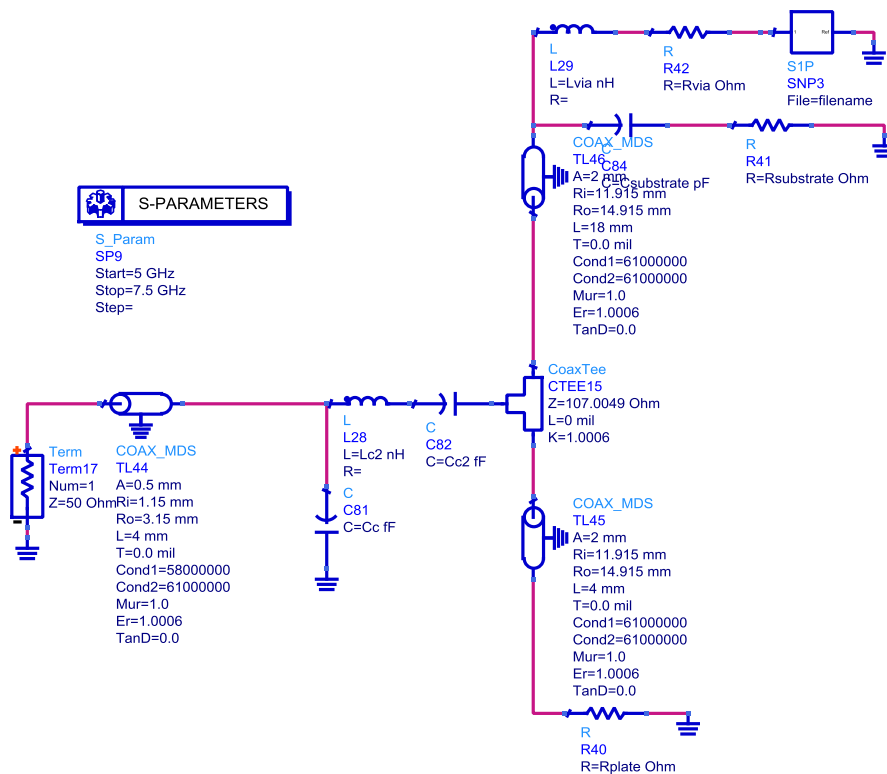 L
L29
L=Lvia nH
R=
R
R42
R=Rvia Ohm
1
Ref
S1P
SNP3
File=filename
COAX_MDS
TL46
A=2 mm
Ri=11.915 mm
Ro=14.915 mm
L=18 mm
T=0.0 mil
Cond1=61000000
Cond2=61000000
Mur=1.0
Er=1.0006
TanD=0.0
C
C84
C=Csubstrate pF
R
R41
R=Rsubstrate Ohm
S-PARAMETERS
S_Param
SP9
Start=5 GHz
Stop=7.5 GHz
Step=
CoaxTee
CTEE15
Z=107.0049 Ohm
L=0 mil
K=1.0006
Term
Term17
Num=1
Z=50 Ohm
COAX_MDS
TL44
A=0.5 mm
Ri=1.15 mm
Ro=3.15 mm
L=4 mm
T=0.0 mil
Cond1=58000000
Cond2=61000000
Mur=1.0
Er=1.0006
TanD=0.0
L
L28
L=Lc2 nH
R=
C
C82
C=Cc2 fF
C
C81
C=Cc fF
COAX_MDS
TL45
A=2 mm
Ri=11.915 mm
Ro=14.915 mm
L=4 mm
T=0.0 mil
Cond1=61000000
Cond2=61000000
Mur=1.0
Er=1.0006
TanD=0.0
R
R40
R=Rplate Ohm